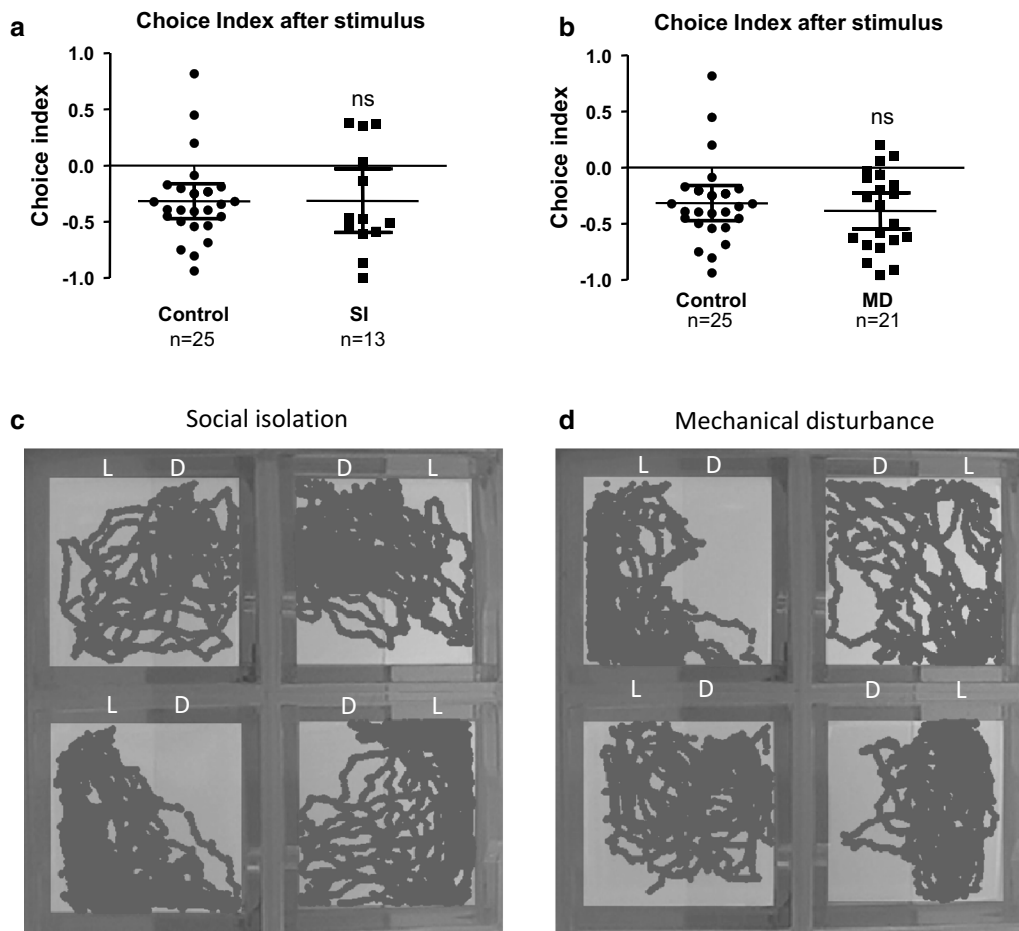 a
Choice Index after stimulus
Choice index
1.0
0.5
0.0
-0.5
-1.0
ns
Control
n=25
SI
n=13
b
Choice Index after stimulus
Choice index
1.0
0.5
0.0
-0.5
-1.0
ns
Control
n=25
MD
n=21
c
Social isolation
L D D L
L D D L
d
Mechanical disturbance
L D D L
L D D L